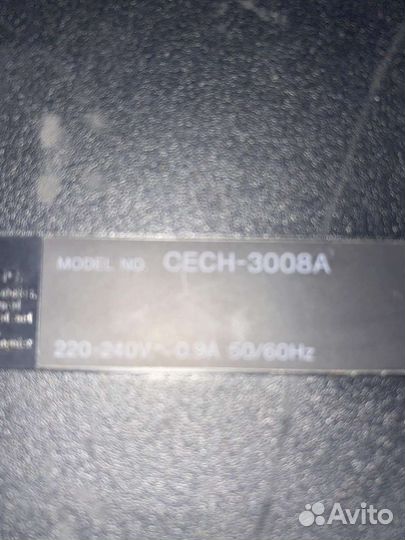 MODEL NO. CECH-3008A
220-240V~ 0.9A 50/60Hz
Avito